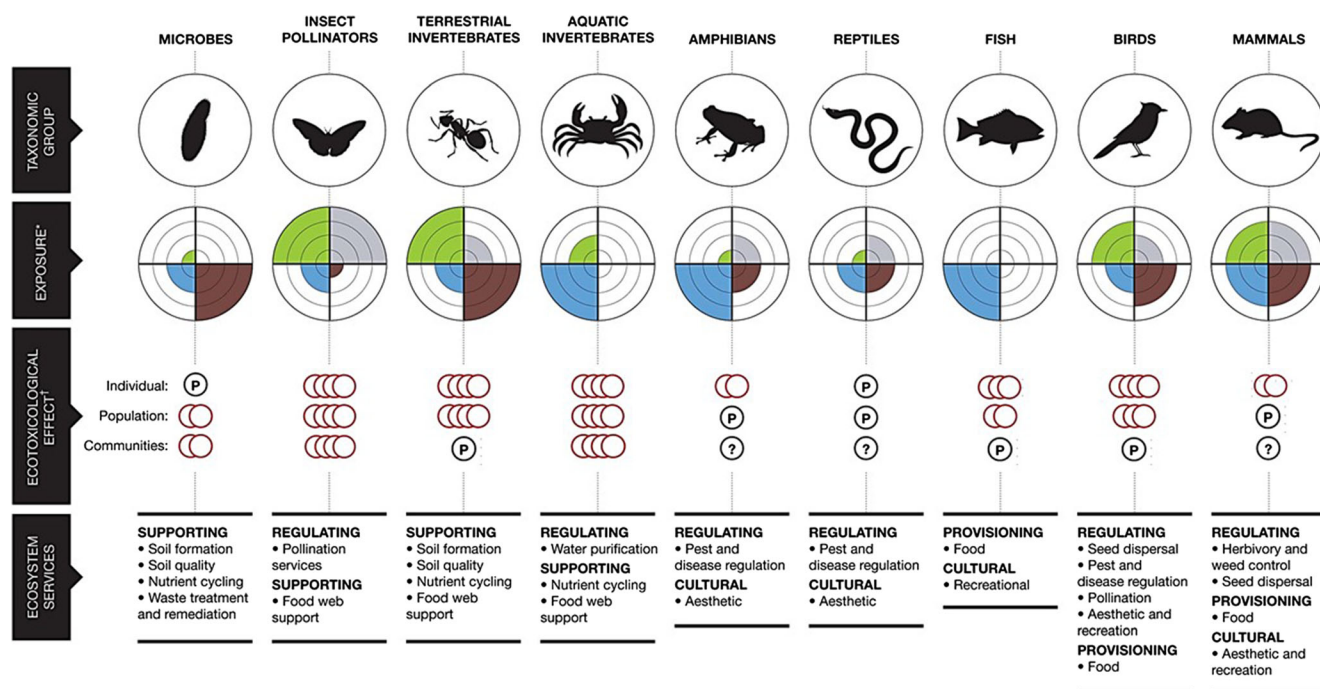 MICROBES
INSECT
POLLINATORS
TERRESTRIAL
INVERTEBRATES
AQUATIC
INVERTEBRATES
AMPHIBIANS
REPTILES
FISH
BIRDS
MAMMALS
TAXONOMIC
GROUP
EXPOSURE*
ECOTOXICOLOGICAL
EFFECT†
Individual:
P
P
Population:
P
P
P
Communities:
P
?
?
P
P
?
ECOSYSTEM
SERVICES
SUPPORTING
• Soil formation
• Soil quality
• Nutrient cycling
• Waste treatment
and remediation
REGULATING
• Pollination
services
SUPPORTING
• Food web
support
SUPPORTING
• Soil formation
• Soil quality
• Nutrient cycling
• Food web
support
REGULATING
• Water purification
SUPPORTING
• Nutrient cycling
• Food web
support
REGULATING
• Pest and
disease regulation
CULTURAL
• Aesthetic
REGULATING
• Pest and
disease regulation
CULTURAL
• Aesthetic
PROVISIONING
• Food
CULTURAL
• Recreational
REGULATING
• Seed dispersal
• Pest and
disease regulation
• Pollination
• Aesthetic and
recreation
PROVISIONING
• Food
REGULATING
• Herbivory and
weed control
• Seed dispersal
PROVISIONING
• Food
CULTURAL
• Aesthetic and
recreation